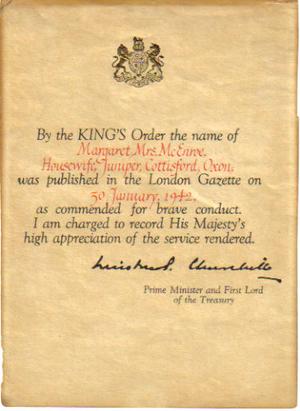 By the KING'S Order the name of
Margaret Mrs. McEnroe,
Housewife, Juniper, Cottisford, Oxon,
was published in the London Gazette on
30 January, 1942,
as commended for brave conduct.
I am charged to record His Majesty's
high appreciation of the service rendered.
Winston S. Churchill
Prime Minister and First Lord
of the Treasury